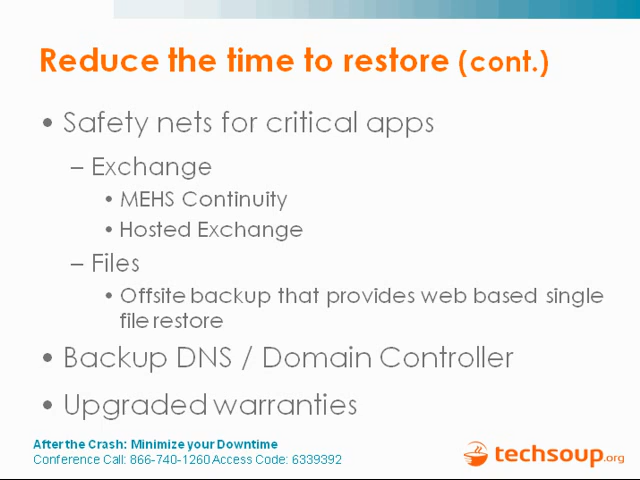 Reduce the time to restore (cont.)
• Safety nets for critical apps
– Exchange
• MEHS Continuity
• Hosted Exchange
– Files
• Offsite backup that provides web based single
file restore
• Backup DNS / Domain Controller
• Upgraded warranties
After the Crash: Minimize your Downtime
Conference Call: 866-740-1260 Access Code: 6339392
techsoup.org